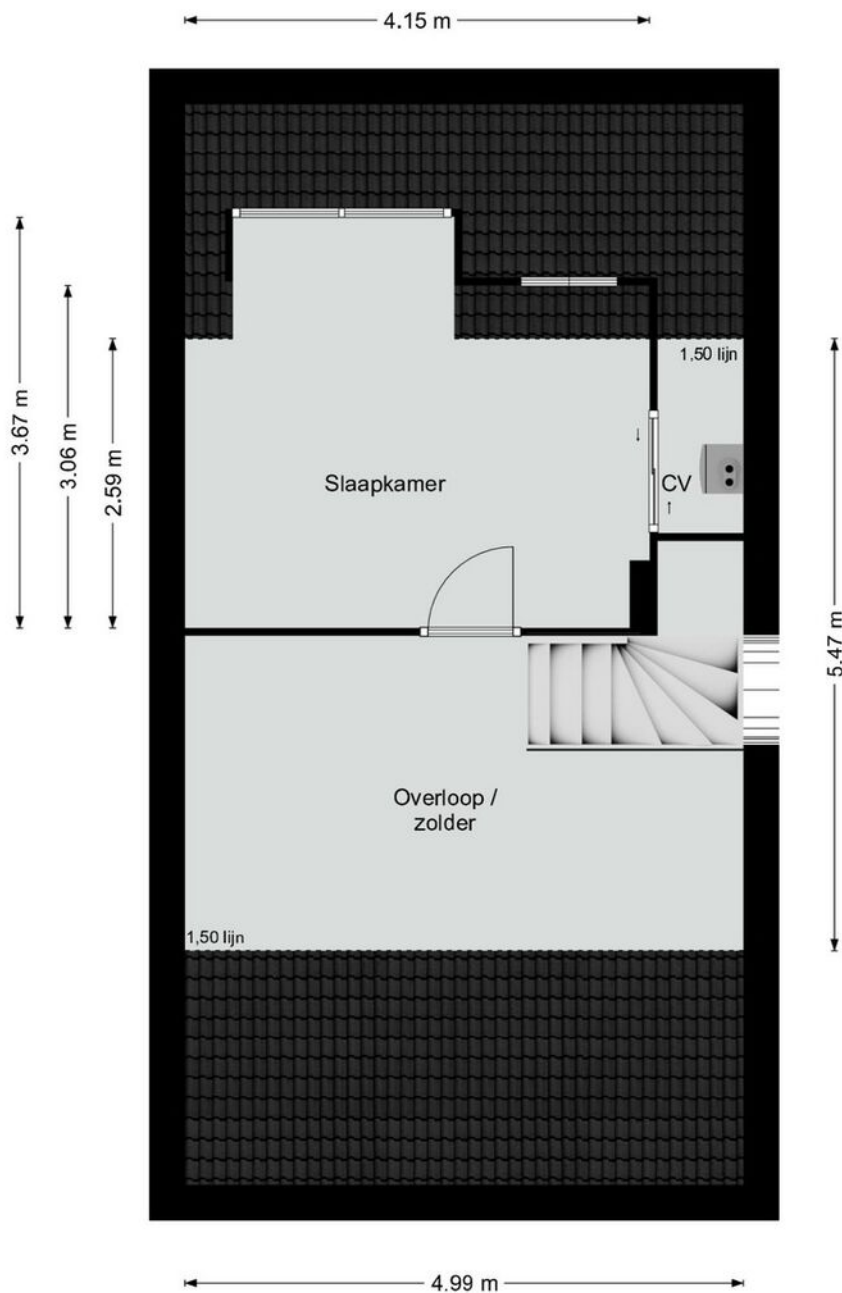 4.15 m
3.67 m
3.06 m
2.59 m
1,50 lijn
Slaapkamer
CV
5.47 m
Overloop /
zolder
1,50 lijn
4.99 m